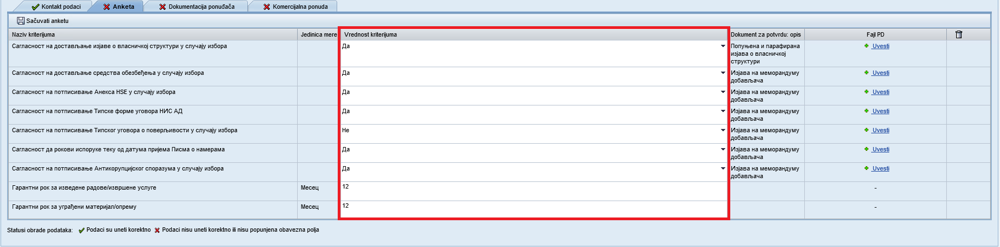 Kontakt podaci Anketa Dokumentacija ponuđača Komercijalna ponuda
Sačuvati anketu
Naziv kriterijuma Jedinica mere Vrednost kriterijuma Dokument za potvrdu: opis Fajl PD
Сагласност на достављање изјаве о власничкој структури у случају избора Да Попуњена и парафирана Uvesti
изјава о власничкој
структури
Сагласност на достављање средства обезбеђења у случају избора Да Изјава на меморандуму Uvesti
добављача
Сагласност на потписивање Анекса HSE у случају избора Да Изјава на меморандуму Uvesti
добављача
Сагласност на потписивање Типске форме уговора НИС АД Да Изјава на меморандуму Uvesti
добављача
Сагласност на потписивање Типског уговора о поверљивости у случају избора Не Изјава на меморандуму Uvesti
добављача
Сагласност да рокови испоруке теку од датума пријема Писма о намерама Да Изјава на меморандуму Uvesti
добављача
Сагласност на потписивање Антикорупцијског споразума у случају избора Да Изјава на меморандуму Uvesti
добављача
Гарантни рок за изведене радове/извршене услуге Месец 12 -
Гарантни рок за уграђени материјал/опрему Месец 12 -
Statusi obrade podataka: Podaci su uneti korektno Podaci nisu uneti korektno ili nisu popunjena obavezna polja